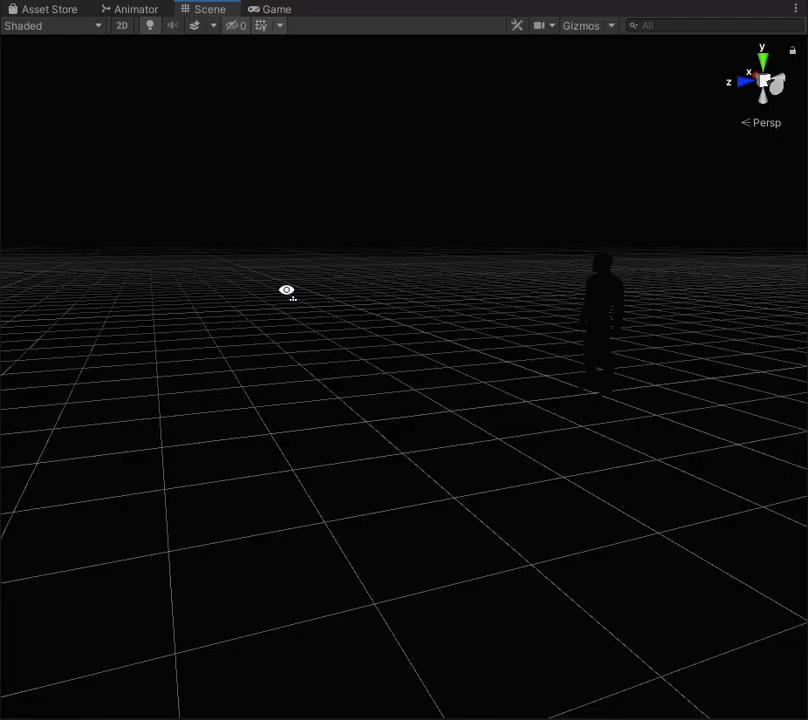 Asset Store Animator Scene Game
Shaded 2D 0 Gizmos All
y
x
z
Persp